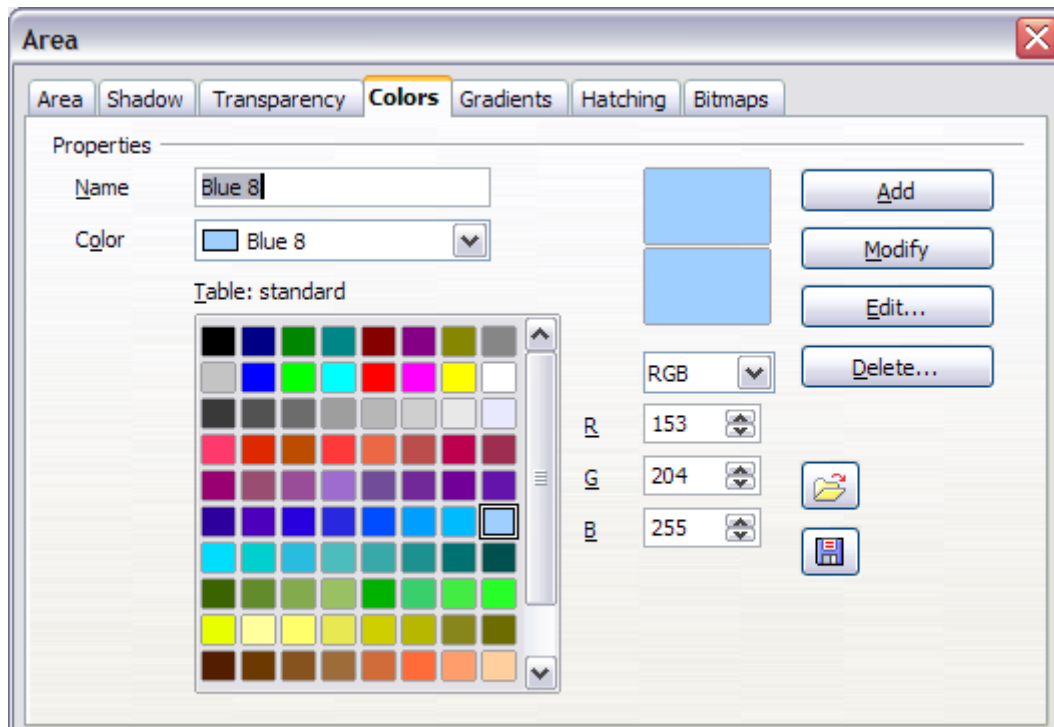 Area
Area Shadow Transparency Colors Gradients Hatching Bitmaps
Properties
Name Blue 8 Add
Color Blue 8 Modify
Table: standard Edit...
RGB Delete...
R 153
G 204
B 255